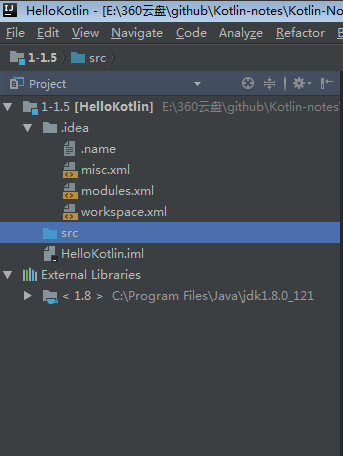 HelloKotlin - [E:\360云盘\github\Kotlin-notes\Kotlin-No
File Edit View Navigate Code Analyze Refactor B
1-1.5 src
Project
1-1.5 [HelloKotlin] E:\360云盘\github\Kotlin-notes
.idea
.name
misc.xml
modules.xml
workspace.xml
src
HelloKotlin.iml
External Libraries
< 1.8 > C:\Program Files\Java\jdk1.8.0_121